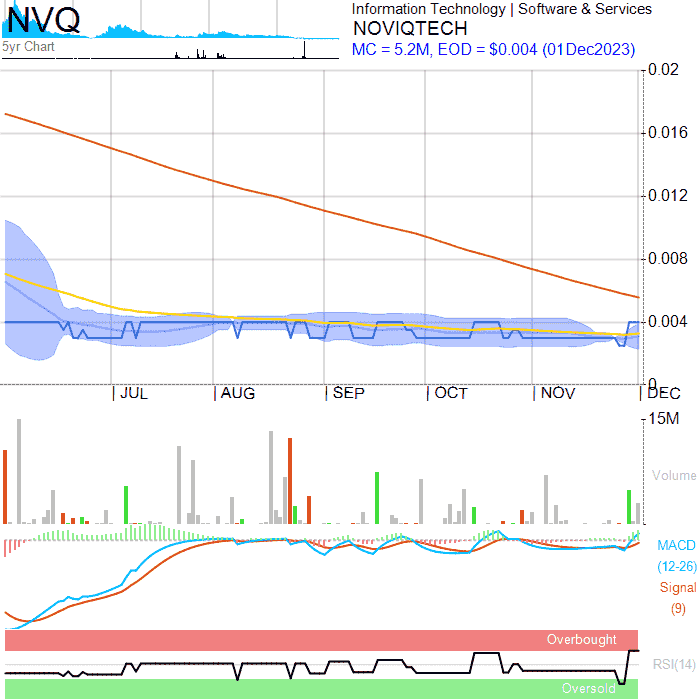 NVQ
5yr Chart
Information Technology | Software & Services
NOVIQTECH
MC = 5.2M, EOD = $0.004 (01Dec2023)
0.02
0.016
0.012
0.008
0.004
0
JUL
AUG
SEP
OCT
NOV
DEC
15M
Volume
MACD
(12-26)
Signal
(9)
Overbought
RSI(14)
Oversold